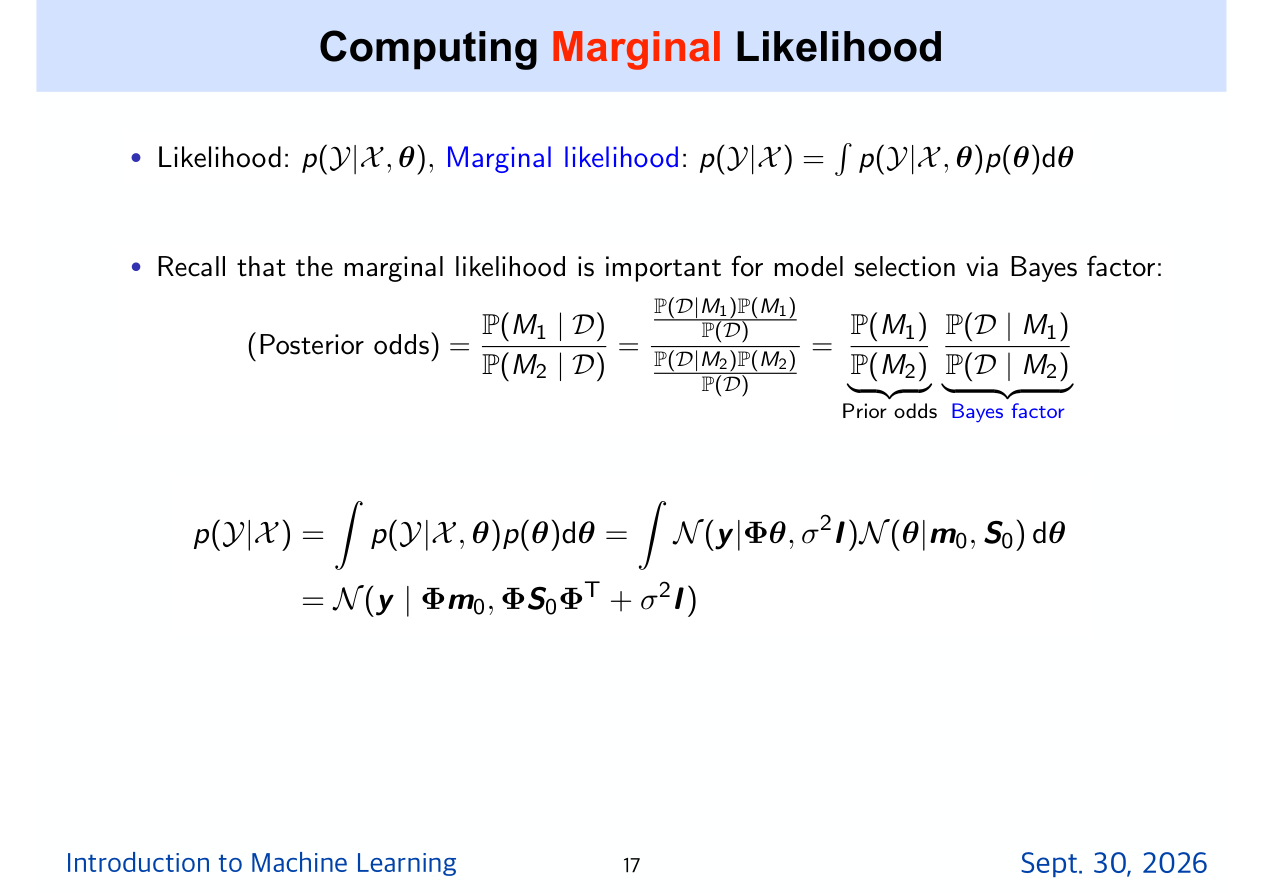 Computing Marginal Likelihood
• Likelihood: p(𝒴|𝒳, θ), Marginal likelihood: p(𝒴|𝒳) = ∫ p(𝒴|𝒳, θ)p(θ)dθ
• Recall that the marginal likelihood is important for model selection via Bayes factor:
(Posterior odds) = ℙ(M₁ | 𝒟) / ℙ(M₂ | 𝒟) = (ℙ(𝒟|M₁)ℙ(M₁) / ℙ(𝒟)) / (ℙ(𝒟|M₂)ℙ(M₂) / ℙ(𝒟)) = ℙ(M₁) / ℙ(M₂) ℙ(𝒟 | M₁) / ℙ(𝒟 | M₂)
Prior odds Bayes factor
p(𝒴|𝒳) = ∫ p(𝒴|𝒳, θ)p(θ)dθ = ∫ 𝒩(y|Φθ, σ²I)𝒩(θ|m₀, S₀) dθ
= 𝒩(y | Φm₀, ΦS₀Φᵀ + σ²I)
Introduction to Machine Learning 17 Sept. 30, 2026